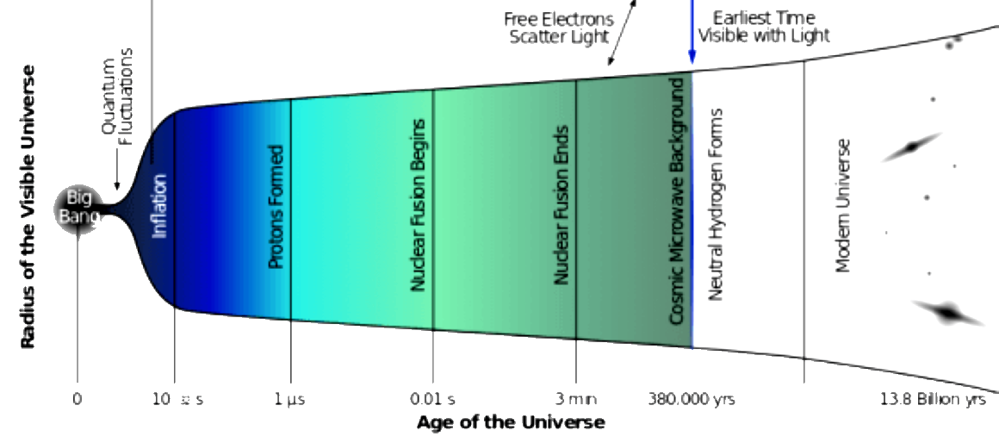 Free Electrons
Scatter Light
Earliest Time
Visible with Light
Quantum
Fluctuations
Radius of the Visible Universe
Big
Bang
Inflation
Protons Formed
Nuclear Fusion Begins
Nuclear Fusion Ends
Cosmic Microwave Background
Neutral Hydrogen Forms
Modern Universe
0
10 s
1 µs
0.01 s
3 min
380.000 yrs
13.8 Billion yrs
Age of the Universe